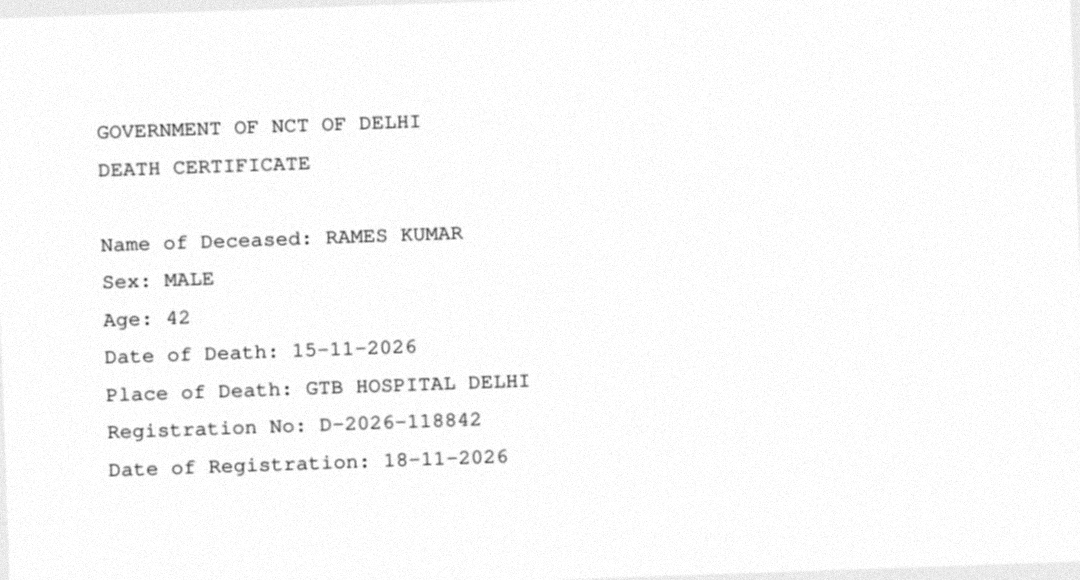 GOVERNMENT OF NCT OF DELHI
DEATH CERTIFICATE
Name of Deceased: RAMES KUMAR
Sex: MALE
Age: 42
Date of Death: 15-11-2026
Place of Death: GTB HOSPITAL DELHI
Registration No: D-2026-118842
Date of Registration: 18-11-2026